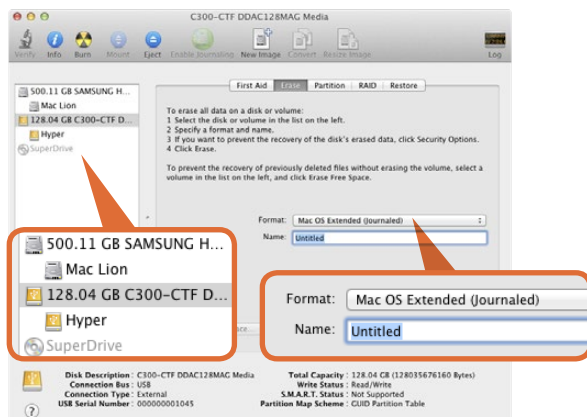 C300-CTF DDAC128MAG Media
Verify Info Burn Mount Eject Enable Journaling New Image Convert Resize Image Log
First Aid Erase Partition RAID Restore
500.11 GB SAMSUNG H...
Mac Lion
128.04 GB C300-CTF D...
Hyper
SuperDrive
To erase all data on a disk or volume:
1 Select the disk or volume in the list on the left.
2 Specify a format and name.
3 If you want to prevent the recovery of the disk's erased data, click Security Options.
4 Click Erase.
To prevent the recovery of previously deleted files without erasing the volume, select a
volume in the list on the left, and click Erase Free Space.
Format: Mac OS Extended (Journaled)
Name: Untitled
500.11 GB SAMSUNG H...
Mac Lion
128.04 GB C300-CTF D...
Hyper
SuperDrive
Format: Mac OS Extended (Journaled)
Name: Untitled
Disk Description : C300-CTF DDAC128MAG Media
Connection Bus : USB
Connection Type : External
USB Serial Number : 000000001045
Total Capacity : 128.04 GB (128035676160 Bytes)
Write Status : Read/Write
S.M.A.R.T. Status : Not Supported
Partition Map Scheme : GUID Partition Table
?